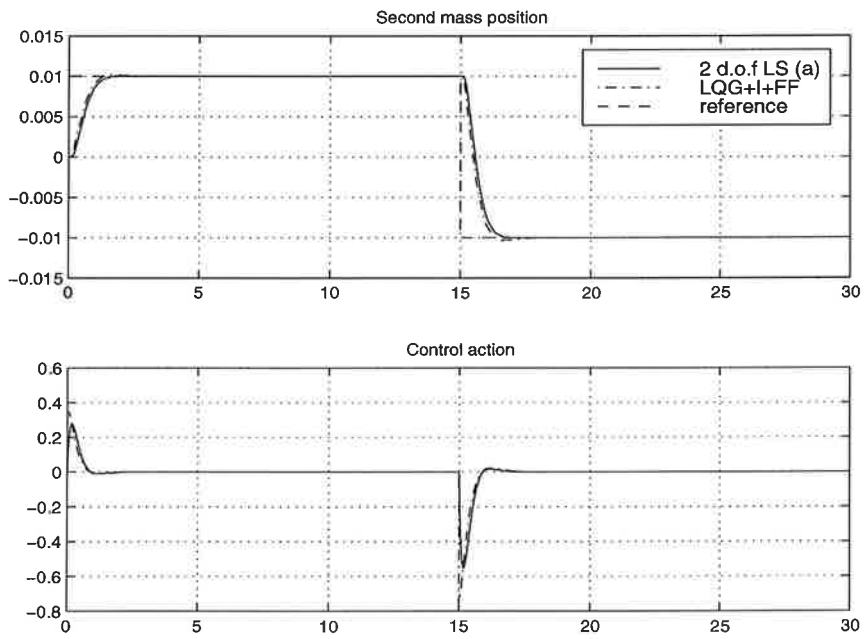 Second mass position
0.015
0.01
0.005
0
−0.005
−0.01
−0.015
2 d.o.f LS (a)
LQG+I+FF
reference
0 5 10 15 20 25 30
Control action
0.6
0.4
0.2
0
−0.2
−0.4
−0.6
−0.8
0 5 10 15 20 25 30